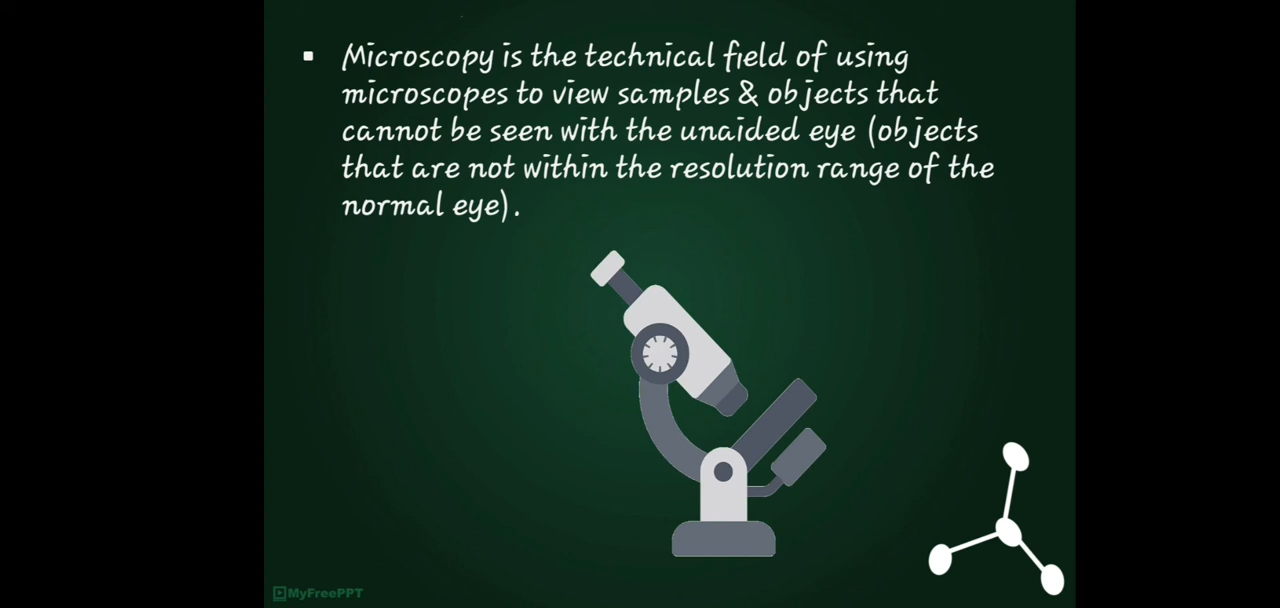 ▪ Microscopy is the technical field of using
microscopes to view samples & objects that
cannot be seen with the unaided eye (objects
that are not within the resolution range of the
normal eye).
MyFreePPT